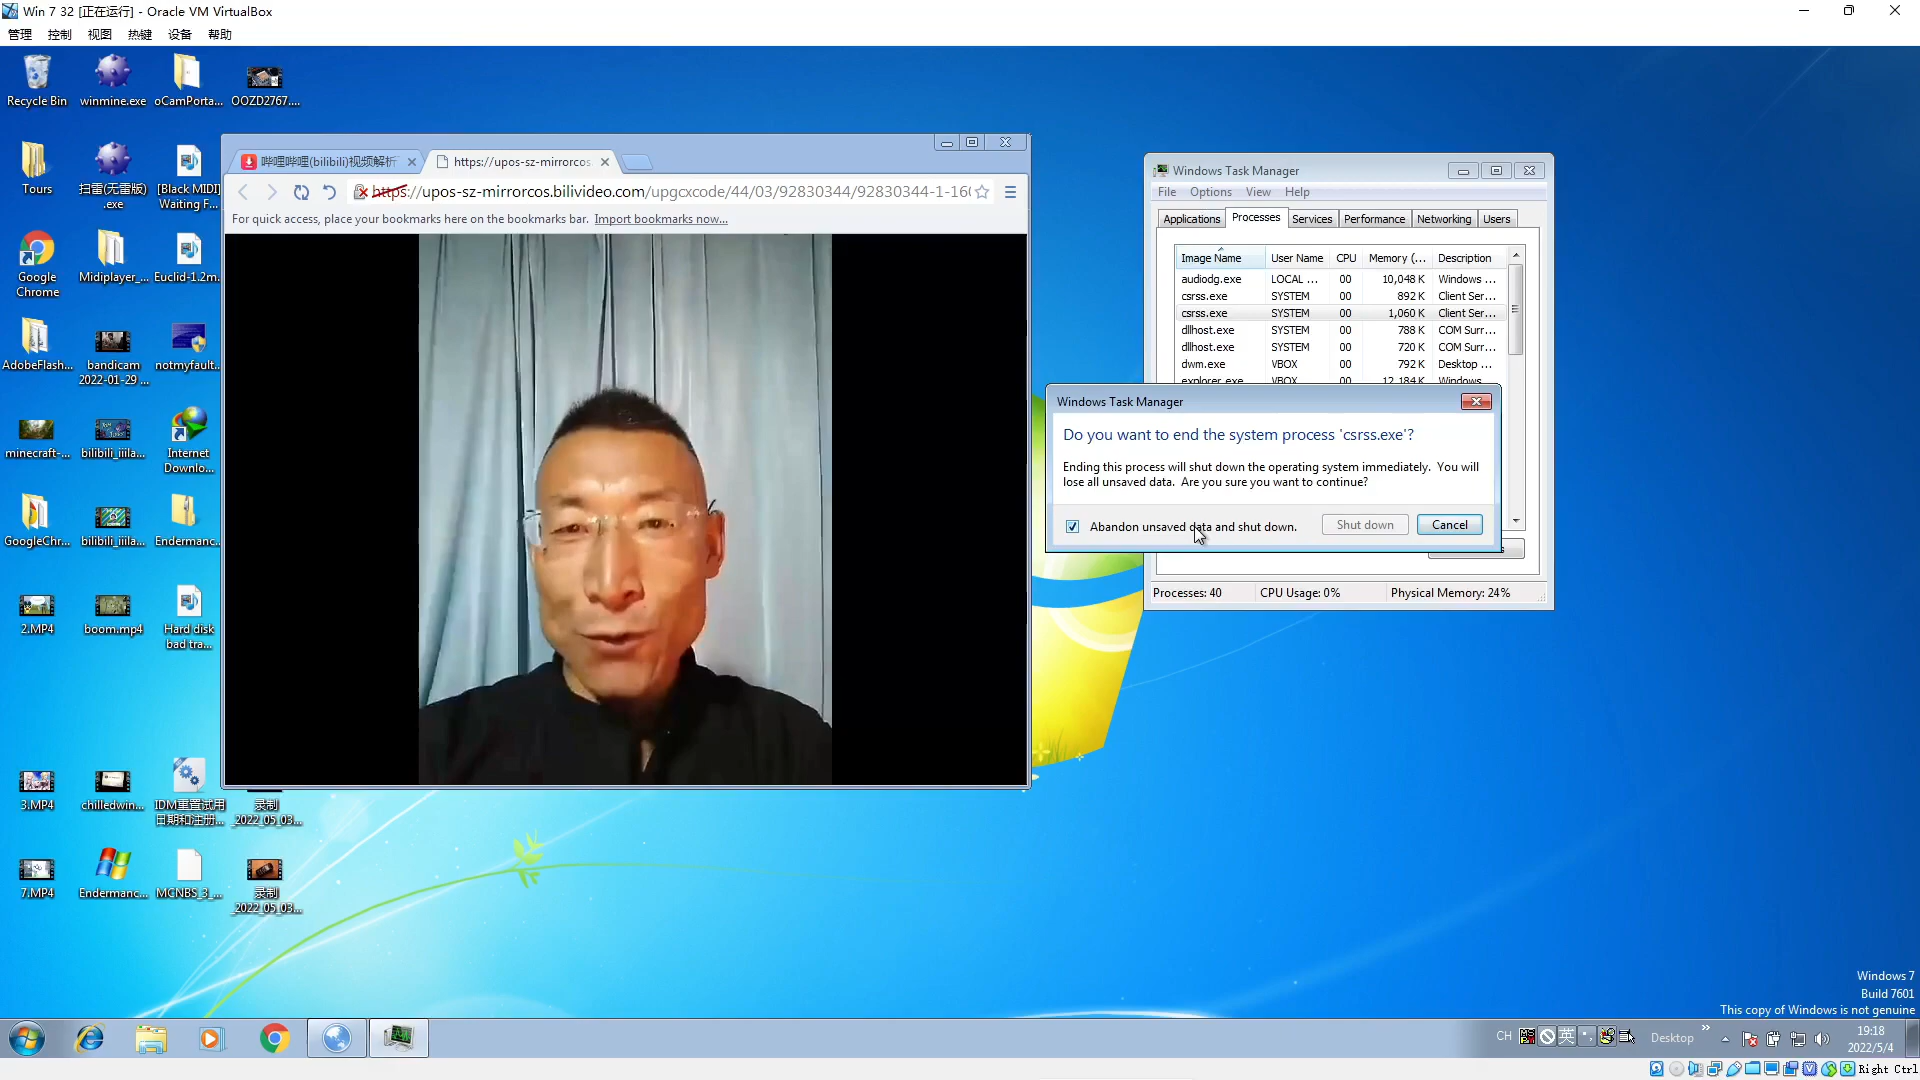 Win 7 32 [正在运行] - Oracle VM VirtualBox
管理 控制 视图 热键 设备 帮助
Recycle Bin
winmine.exe
oCamPorta...
OOZD2767....
Tours
扫雷(无雷版)
.exe
[Black MIDI]
Waiting F...
Google
Chrome
Midiplayer_...
Euclid-1.2m.
AdobeFlash...
bandicam
2022-01-29 ...
notmyfault.
minecraft-...
bilibili_iiila...
Internet
Downlo...
GoogleChr...
bilibili_iiila...
Endermanc.
2.MP4
boom.mp4
Hard disk
bad tra...
3.MP4
chilledwin...
IDM重置试用
日期和注册...
录制
_2022_05_03...
7.MP4
Endermanc...
MCNBS_3_...
录制
_2022_05_03...
哔哩哔哩(bilibili)视频解析
https://upos-sz-mirrorcos.
https://upos-sz-mirrorcos.bilivideo.com/upgcxcode/44/03/92830344/92830344-1-16
For quick access, place your bookmarks here on the bookmarks bar. Import bookmarks now...
Windows Task Manager
File Options View Help
Applications Processes Services Performance Networking Users
Image Name User Name CPU Memory (... Description
audiodg.exe LOCAL ... 00 10,048 K Windows ...
csrss.exe SYSTEM 00 892 K Client Ser...
csrss.exe SYSTEM 00 1,060 K Client Ser...
dllhost.exe SYSTEM 00 788 K COM Surr...
dllhost.exe SYSTEM 00 720 K COM Surr...
dwm.exe VBOX 00 792 K Desktop ...
explorer.exe VBOX 00 12,184 K Windows
Windows Task Manager
Do you want to end the system process 'csrss.exe'?
Ending this process will shut down the operating system immediately. You will
lose all unsaved data. Are you sure you want to continue?
Abandon unsaved data and shut down.
Shut down
Cancel
Processes: 40 CPU Usage: 0% Physical Memory: 24%
Windows 7
Build 7601
This copy of Windows is not genuine
CH
英
Desktop
19:18
2022/5/4
Right Ctrl